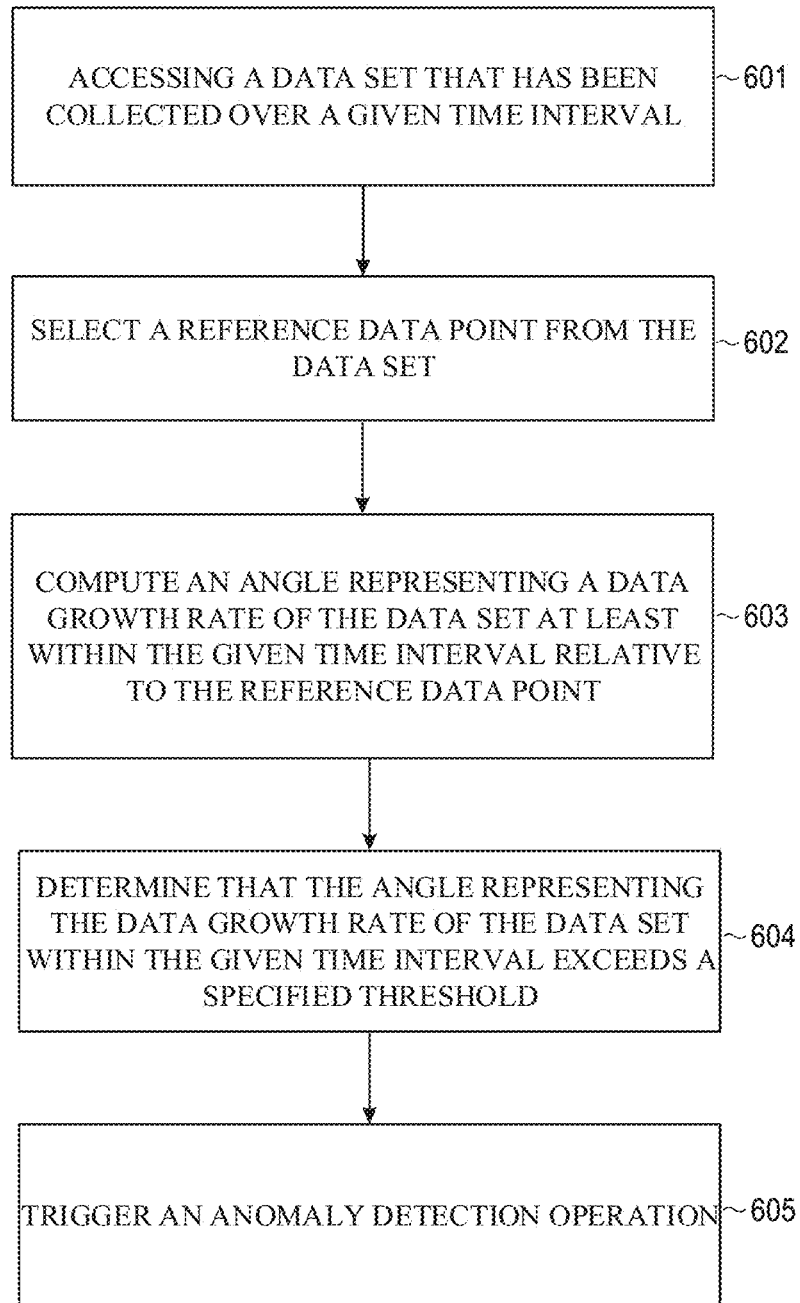 ACCESSING A DATA SET THAT HAS BEEN
COLLECTED OVER A GIVEN TIME INTERVAL
601
SELECT A REFERENCE DATA POINT FROM THE
DATA SET
602
COMPUTE AN ANGLE REPRESENTING A DATA
GROWTH RATE OF THE DATA SET AT LEAST
WITHIN THE GIVEN TIME INTERVAL RELATIVE
TO THE REFERENCE DATA POINT
603
DETERMINE THAT THE ANGLE REPRESENTING
THE DATA GROWTH RATE OF THE DATA SET
WITHIN THE GIVEN TIME INTERVAL EXCEEDS A
SPECIFIED THRESHOLD
604
TRIGGER AN ANOMALY DETECTION OPERATION
605